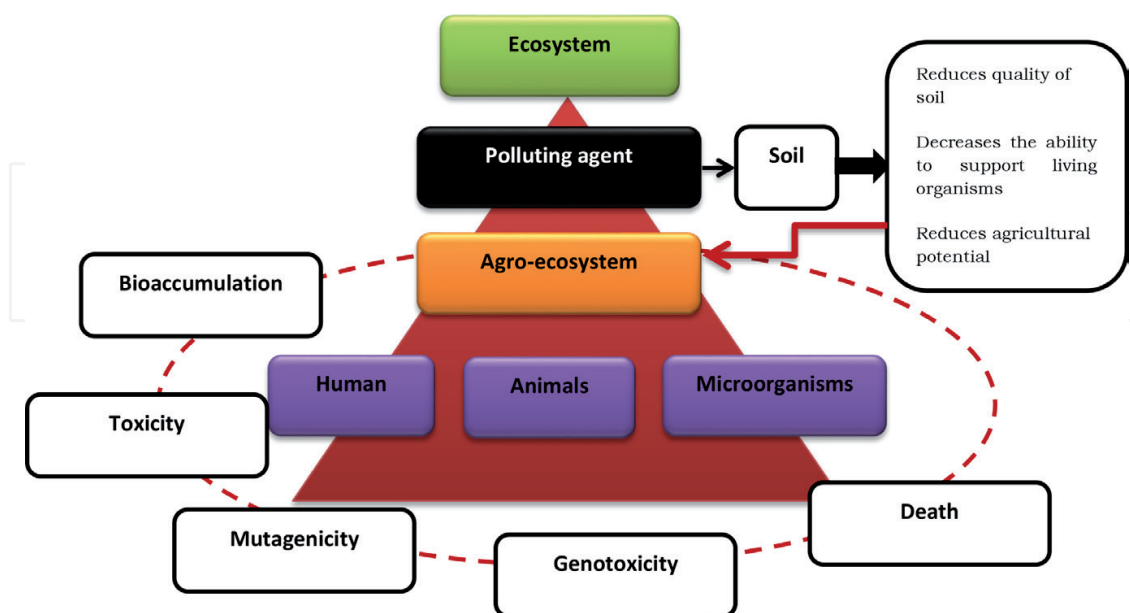 Ecosystem
Polluting agent
Soil
Reduces quality of
soil
Decreases the ability
to support living
organisms
Reduces agricultural
potential
Agro-ecosystem
Bioaccumulation
Human
Animals
Microorganisms
Toxicity
Mutagenicity
Genotoxicity
Death